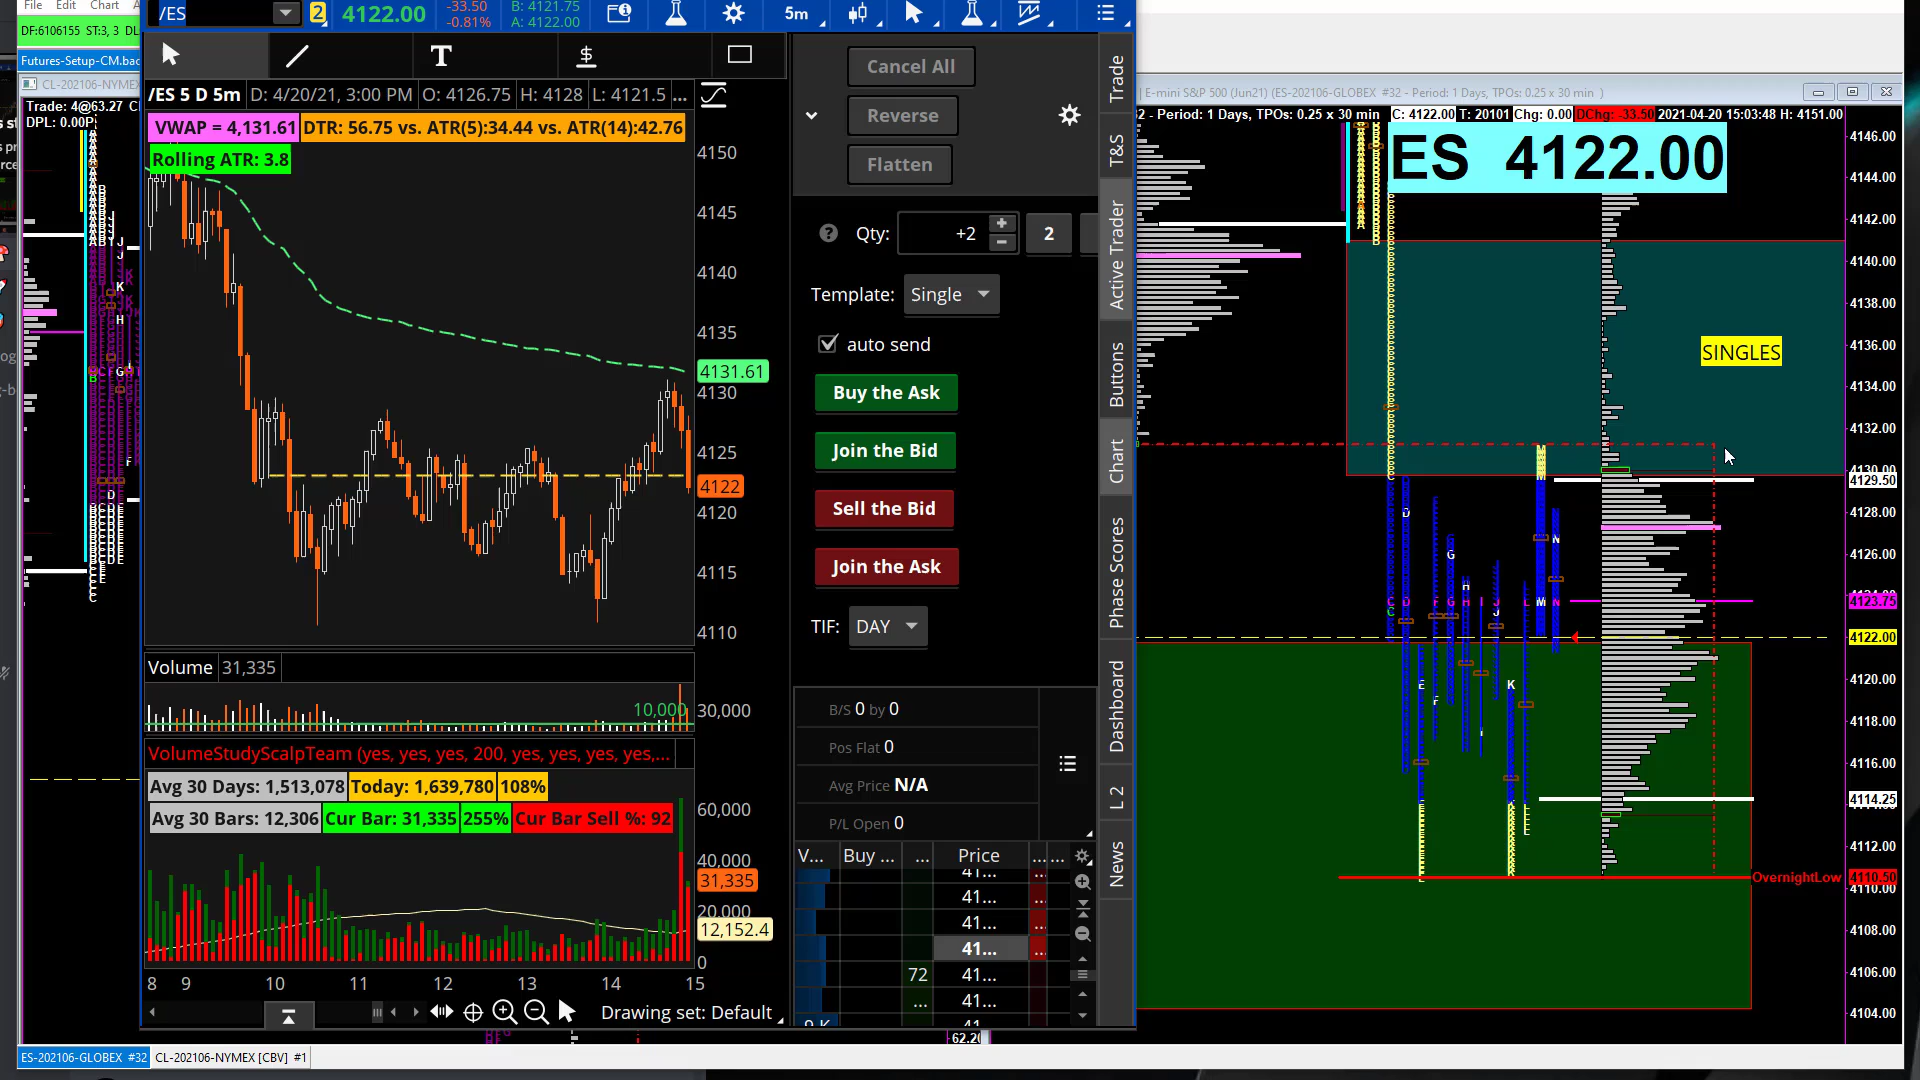 File Edit Chart
DF:6106155 ST:3, 3 DL
Futures-Setup-CM.bac
CL-202106-NYMEX
Trade: 4@63.27
DPL: 0.00P
/ES
2
4122.00
-33.50
-0.81%
B: 4121.75
A: 4122.00
5m
T
$
/ES 5 D 5m
D: 4/20/21, 3:00 PM
O: 4126.75
H: 4128
L: 4121.5
...
VWAP = 4,131.61
DTR: 56.75 vs. ATR(5):34.44 vs. ATR(14):42.76
Rolling ATR: 3.8
4150
4145
4140
4135
4131.61
4130
4125
4122
4120
4115
4110
Volume
31,335
10,000
30,000
VolumeStudyScalpTeam (yes, yes, yes, 200, yes, yes, yes, yes,...
Avg 30 Days: 1,513,078
Today: 1,639,780
108%
Avg 30 Bars: 12,306
Cur Bar: 31,335
255%
Cur Bar Sell %: 92
60,000
40,000
31,335
20,000
12,152.4
0
8 9 10 11 12 13 14 15
Drawing set: Default
Cancel All
Reverse
Flatten
Qty:
+2
2
Template:
Single
auto send
Buy the Ask
Join the Bid
Sell the Bid
Join the Ask
TIF:
DAY
B/S 0 by 0
Pos Flat 0
Avg Price N/A
P/L Open 0
V...
Buy ...
...
Price
...
...
41...
41...
41...
41...
72
41...
41...
Trade
T&S
Active Trader
Buttons
Chart
Phase Scores
Dashboard
L 2
News
E-mini S&P 500 (Jun21) (ES-202106-GLOBEX #32 - Period: 1 Days, TPOs: 0.25 x 30 min )
32 - Period: 1 Days, TPOs: 0.25 x 30 min
C: 4122.00
T: 20101
Chg: 0.00
DChg: -33.50
2021-04-20 15:03:48 H: 4151.00
ES 4122.00
SINGLES
OvernightLow
4146.00
4144.00
4142.00
4140.00
4138.00
4136.00
4134.00
4132.00
4130.00
4129.50
4128.00
4126.00
4123.75
4122.00
4120.00
4118.00
4116.00
4114.25
4112.00
4110.50
4110.00
4108.00
4106.00
4104.00
62.20
ES-202106-GLOBEX #32
CL-202106-NYMEX [CBV] #1